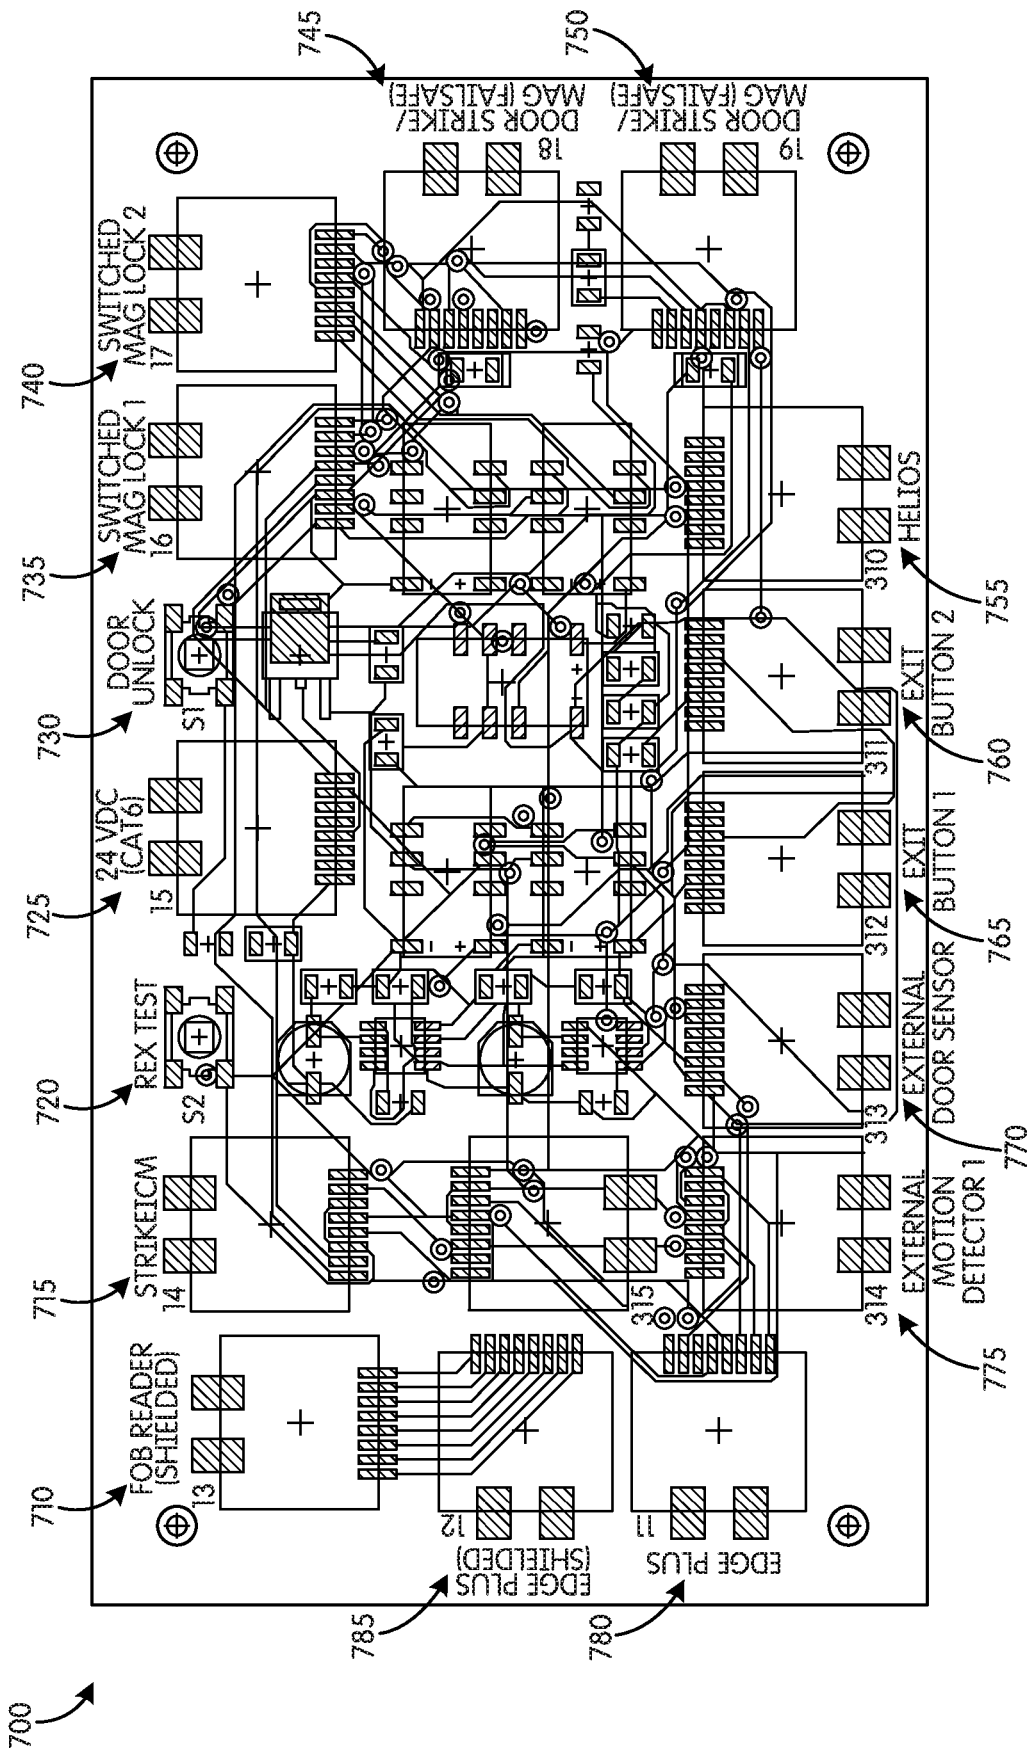 700
710
FOB READER
(SHIELDED)
13
715
STRIKEICM
14
720
REX TEST
S2
725
24 VDC
(CAT6)
15
730
DOOR
UNLOCK
S1
735
SWITCHED
MAG LOCK 1
16
740
SWITCHED
MAG LOCK 2
17
745
DOOR STRIKE/
MAG (FAILSAFE)
18
750
DOOR STRIKE/
MAG (FAILSAFE)
19
785
EDGE PLUS
(SHIELDED)
12
780
EDGE PLUS
11
315
314
EXTERNAL
MOTION
DETECTOR 1
775
313
EXTERNAL
DOOR SENSOR
770
312
EXIT
BUTTON 1
765
311
EXIT
BUTTON 2
760
310
HELIOS
755